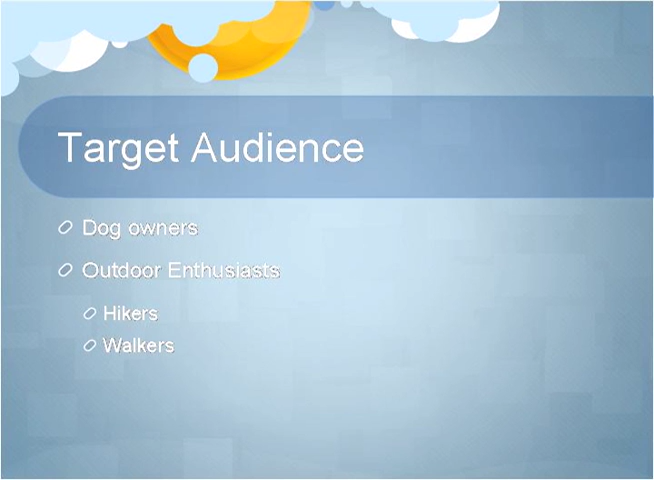 Target Audience
Dog owners
Outdoor Enthusiasts
Hikers
Walkers